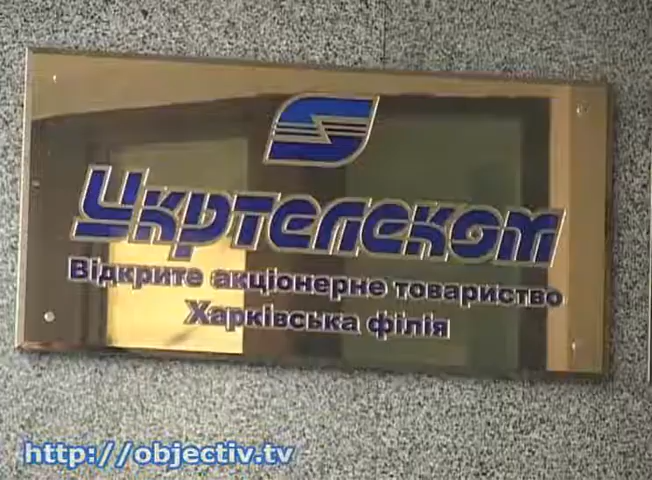 Укртелеком
Відкрите акціонерне товариство
Харківська філія
http://objectiv.tv